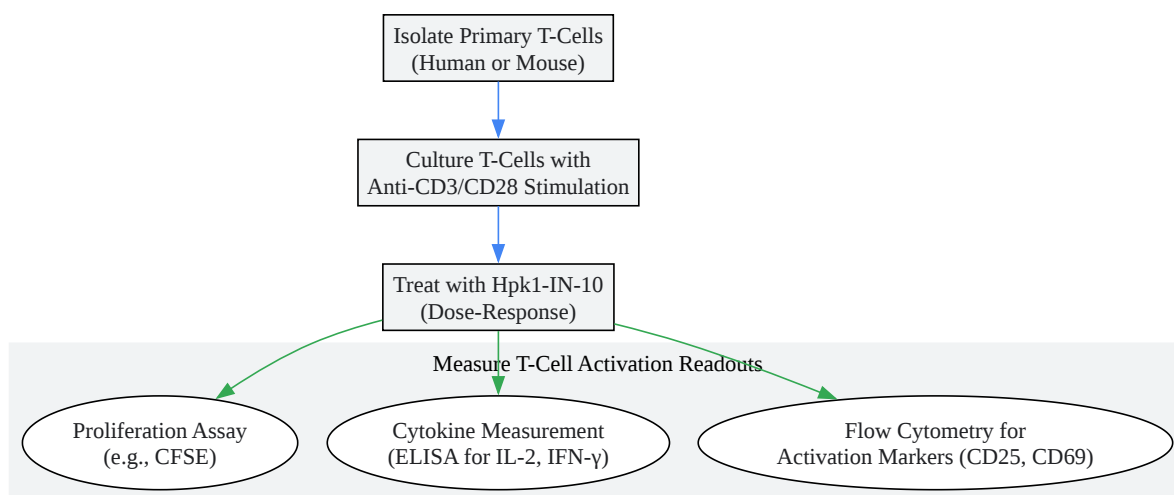 Isolate Primary T-Cells
(Human or Mouse)
Culture T-Cells with
Anti-CD3/CD28 Stimulation
Treat with Hpk1-IN-10
(Dose-Response)
Measure T-Cell Activation Readouts
Proliferation Assay
(e.g., CFSE)
Cytokine Measurement
(ELISA for IL-2, IFN-γ)
Flow Cytometry for
Activation Markers (CD25, CD69)